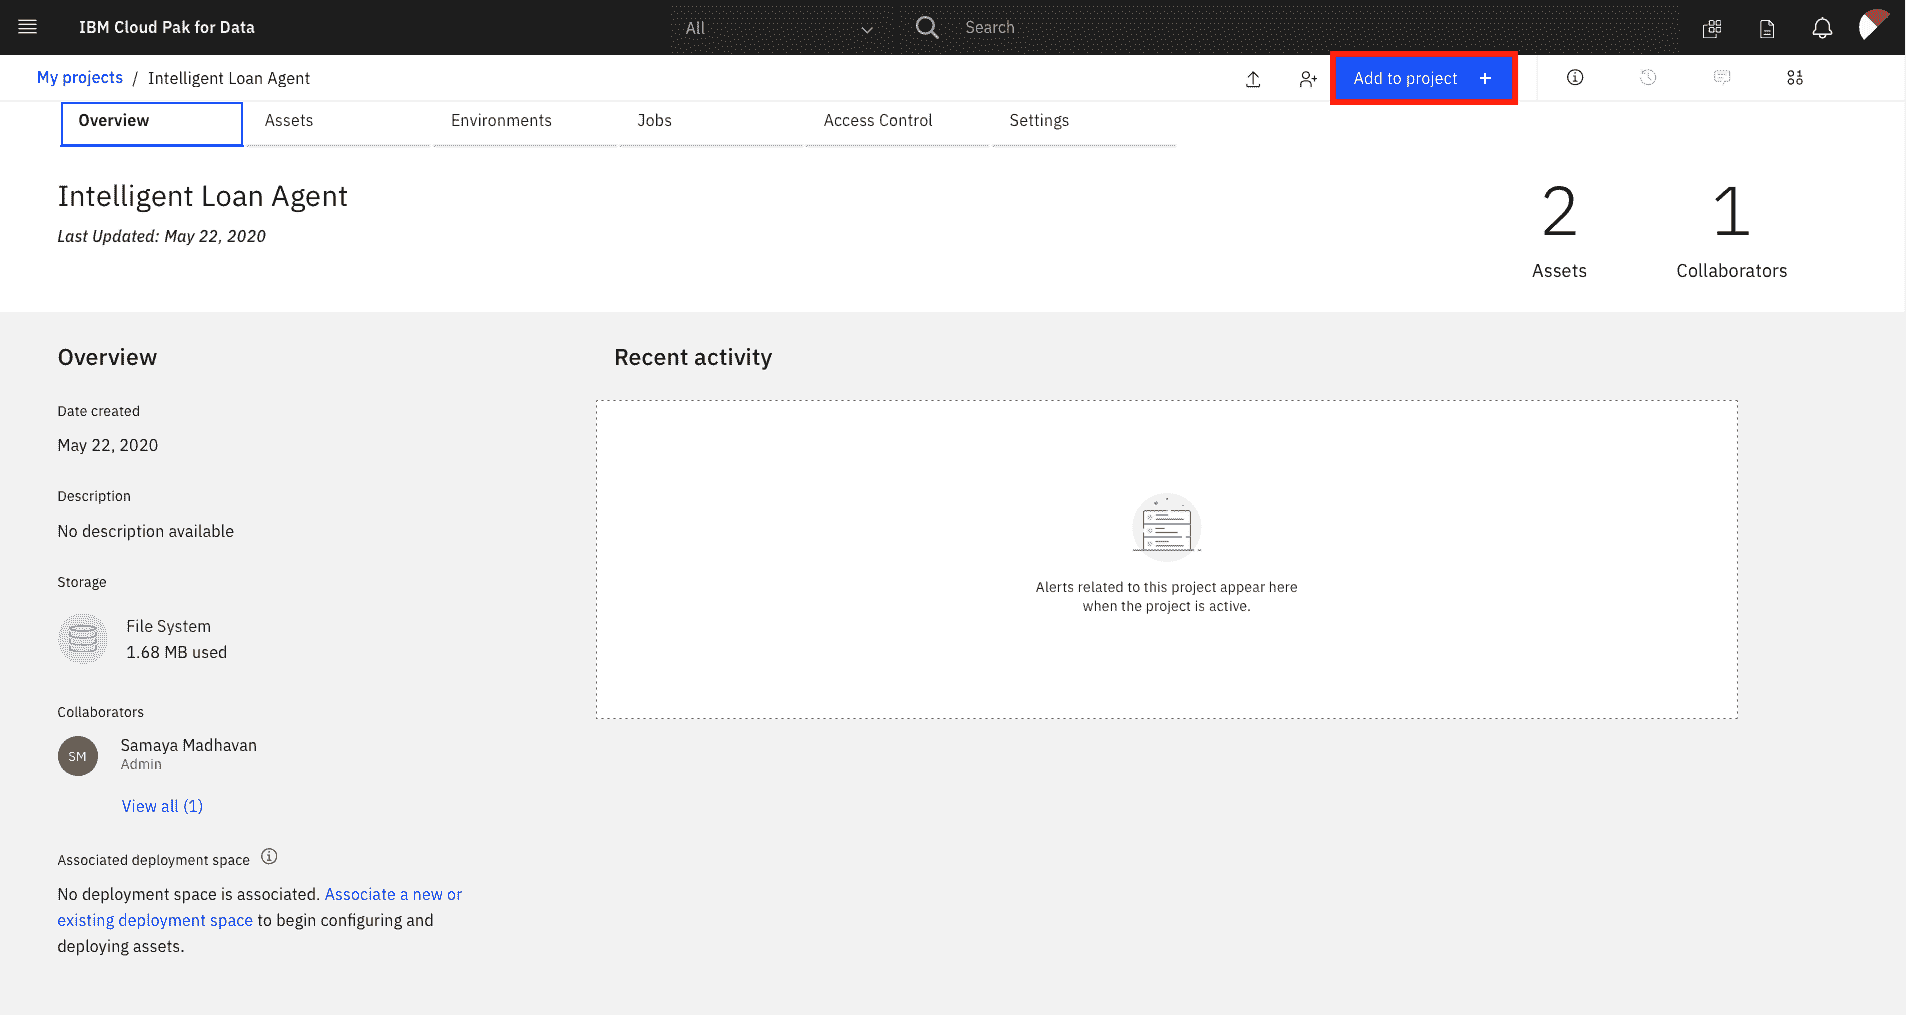 IBM Cloud Pak for Data
All
Search
My projects / Intelligent Loan Agent
Add to project +
Overview
Assets
Environments
Jobs
Access Control
Settings
Intelligent Loan Agent
Last Updated: May 22, 2020
2
Assets
1
Collaborators
Overview
Date created
May 22, 2020
Description
No description available
Storage
File System
1.68 MB used
Collaborators
SM
Samaya Madhavan
Admin
View all (1)
Associated deployment space
No deployment space is associated. Associate a new or
existing deployment space to begin configuring and
deploying assets.
Recent activity
Alerts related to this project appear here
when the project is active.